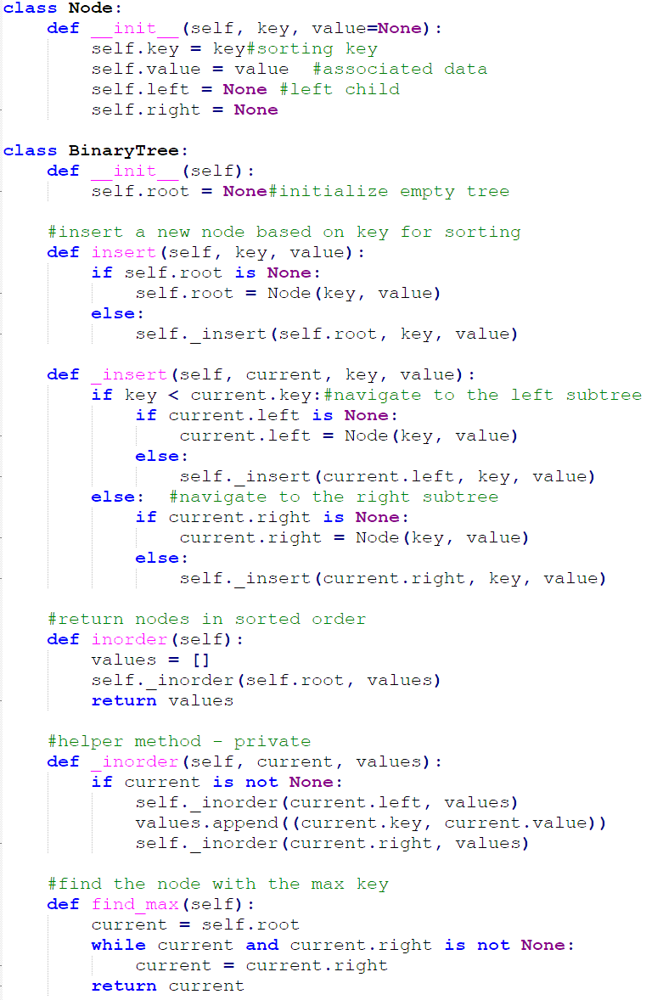 class Node:
    def __init__(self, key, value=None):
        self.key = key#sorting key
        self.value = value  #associated data
        self.left = None #left child
        self.right = None

class BinaryTree:
    def __init__(self):
        self.root = None#initialize empty tree

    #insert a new node based on key for sorting
    def insert(self, key, value):
        if self.root is None:
            self.root = Node(key, value)
        else:
            self._insert(self.root, key, value)

    def _insert(self, current, key, value):
        if key < current.key:#navigate to the left subtree
            if current.left is None:
                current.left = Node(key, value)
            else:
                self._insert(current.left, key, value)
        else:  #navigate to the right subtree
            if current.right is None:
                current.right = Node(key, value)
            else:
                self._insert(current.right, key, value)

    #return nodes in sorted order
    def inorder(self):
        values = []
        self._inorder(self.root, values)
        return values

    #helper method - private
    def _inorder(self, current, values):
        if current is not None:
            self._inorder(current.left, values)
            values.append((current.key, current.value))
            self._inorder(current.right, values)

    #find the node with the max key
    def find_max(self):
        current = self.root
        while current and current.right is not None:
            current = current.right
        return current